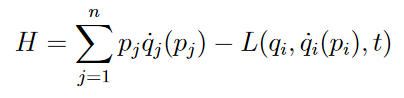 H = \sum_{j=1}^{n} p_j \dot{q}_j(p_j) - L(q_i, \dot{q}_i(p_i), t)